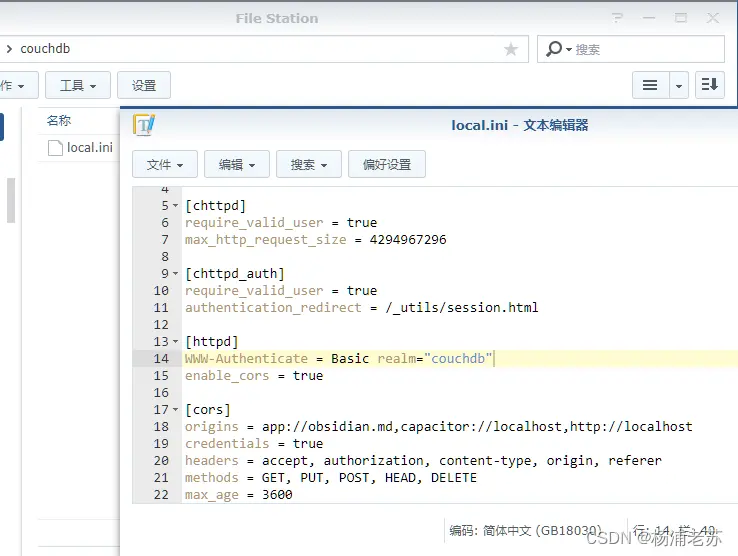 File Station
couchdb
搜索
作
工具
设置
名称
local.ini
local.ini - 文本编辑器
文件
编辑
搜索
偏好设置
4
5 [chttpd]
6 require_valid_user = true
7 max_http_request_size = 4294967296
8
9 [chttpd_auth]
10 require_valid_user = true
11 authentication_redirect = /_utils/session.html
12
13 [httpd]
14 WWW-Authenticate = Basic realm="couchdb"
15 enable_cors = true
16
17 [cors]
18 origins = app://obsidian.md,capacitor://localhost,http://localhost
19 credentials = true
20 headers = accept, authorization, content-type, origin, referer
21 methods = GET, PUT, POST, HEAD, DELETE
22 max_age = 3600
编码: 简体中文 (GB18030)
行: 14, 栏: 40
CSDN @杨浦老苏